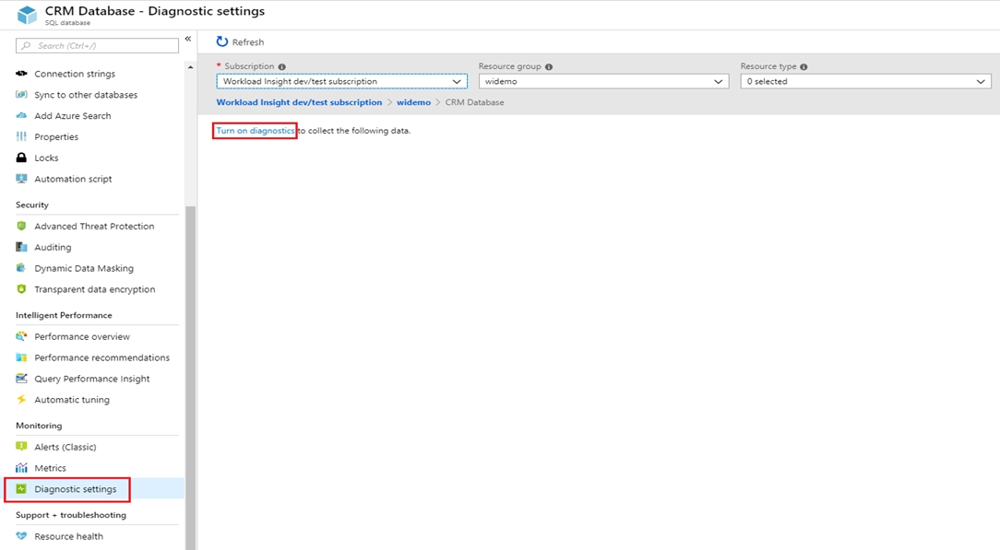 CRM Database - Diagnostic settings
SQL database
Search (Ctrl+/)
«
Connection strings
Sync to other databases
Add Azure Search
Properties
Locks
Automation script
Security
Advanced Threat Protection
Auditing
Dynamic Data Masking
Transparent data encryption
Intelligent Performance
Performance overview
Performance recommendations
Query Performance Insight
Automatic tuning
Monitoring
Alerts (Classic)
Metrics
Diagnostic settings
Support + troubleshooting
Resource health
Refresh
* Subscription
Resource group
Resource type
Workload Insight dev/test subscription
widemo
0 selected
Workload Insight dev/test subscription > widemo > CRM Database
Turn on diagnostics to collect the following data.